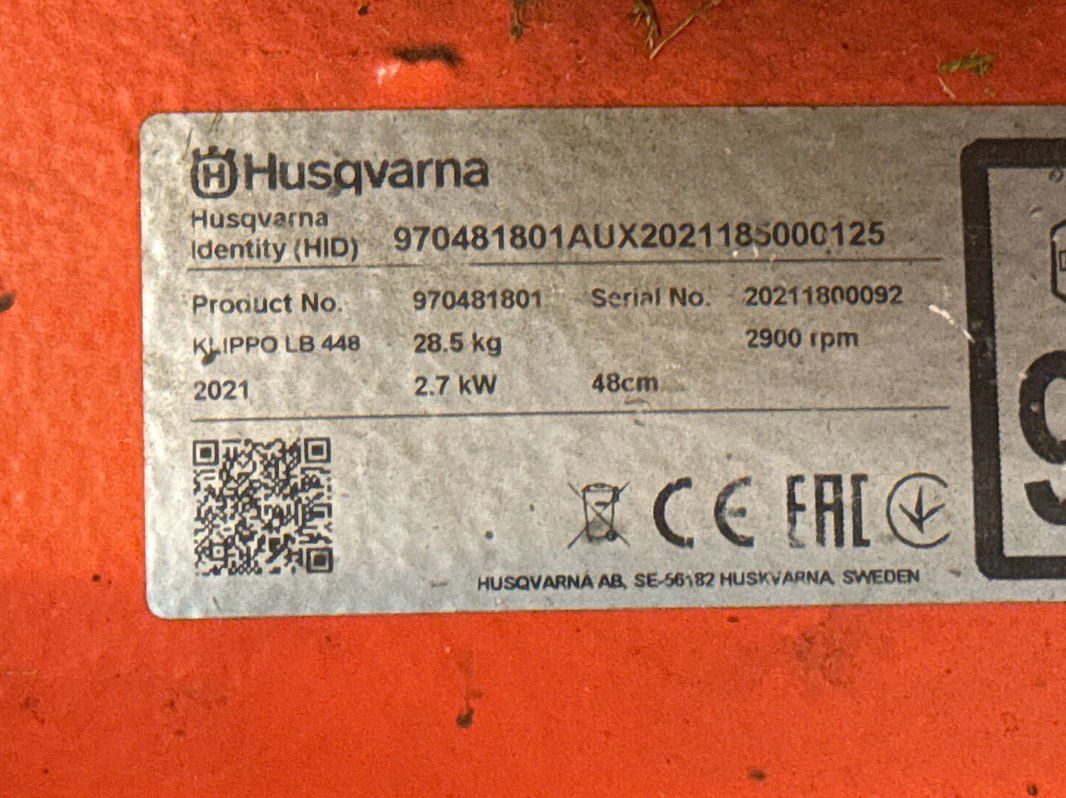 Husqvarna
Husqvarna
Identity (HID) 970481801AUX2021185000125
Product No. 970481801 Serial No. 20211800092
KLIPPO LB 448 28.5 kg 2900 rpm
2021 2.7 kW 48cm
CE EAC
HUSQVARNA AB, SE-56182 HUSKVARNA, SWEDEN
9